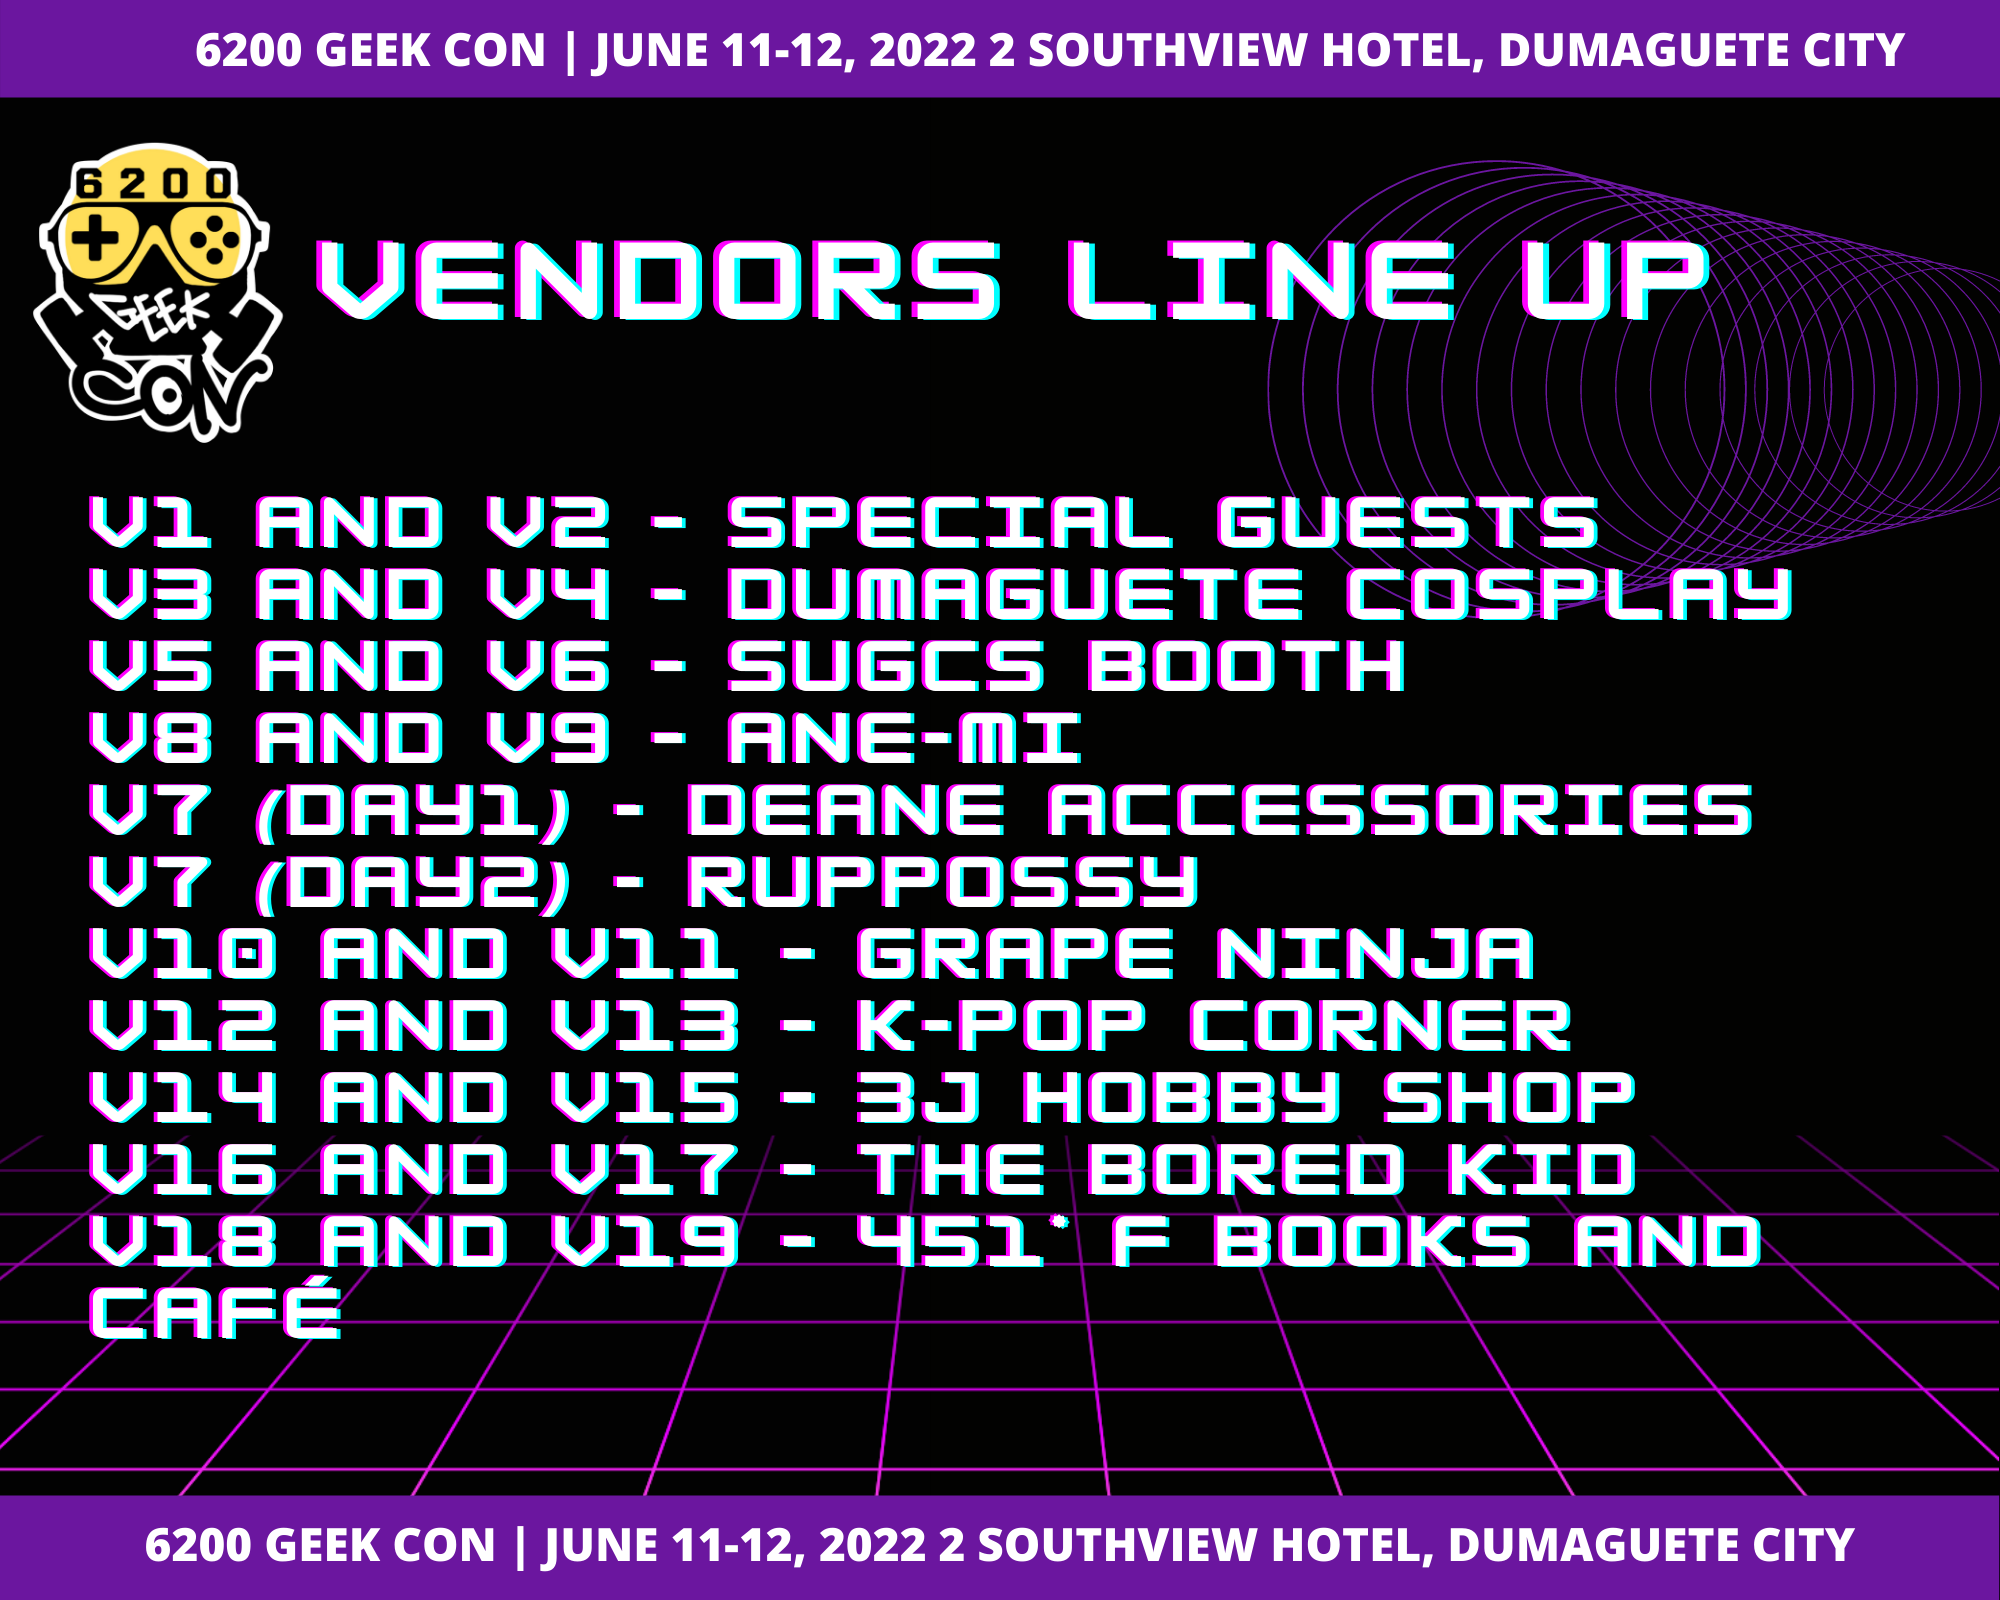 6200 GEEK CON | JUNE 11-12, 2022 2 SOUTHVIEW HOTEL, DUMAGUETE CITY
6200
GEEK
CON
VENDORS LINE UP
V1 AND V2 - SPECIAL GUESTS
V3 AND V4 - DUMAGUETE COSPLAY
V5 AND V6 - SUGCS BOOTH
V8 AND V9 - ANE-MI
V7 (DAY1) - DEANE ACCESSORIES
V7 (DAY2) - RUPPOSSY
V10 AND V11 - GRAPE NINJA
V12 AND V13 - K-POP CORNER
V14 AND V15 - 3J HOBBY SHOP
V16 AND V17 - THE BORED KID
V18 AND V19 - 451° F BOOKS AND
CAFÉ
6200 GEEK CON | JUNE 11-12, 2022 2 SOUTHVIEW HOTEL, DUMAGUETE CITY